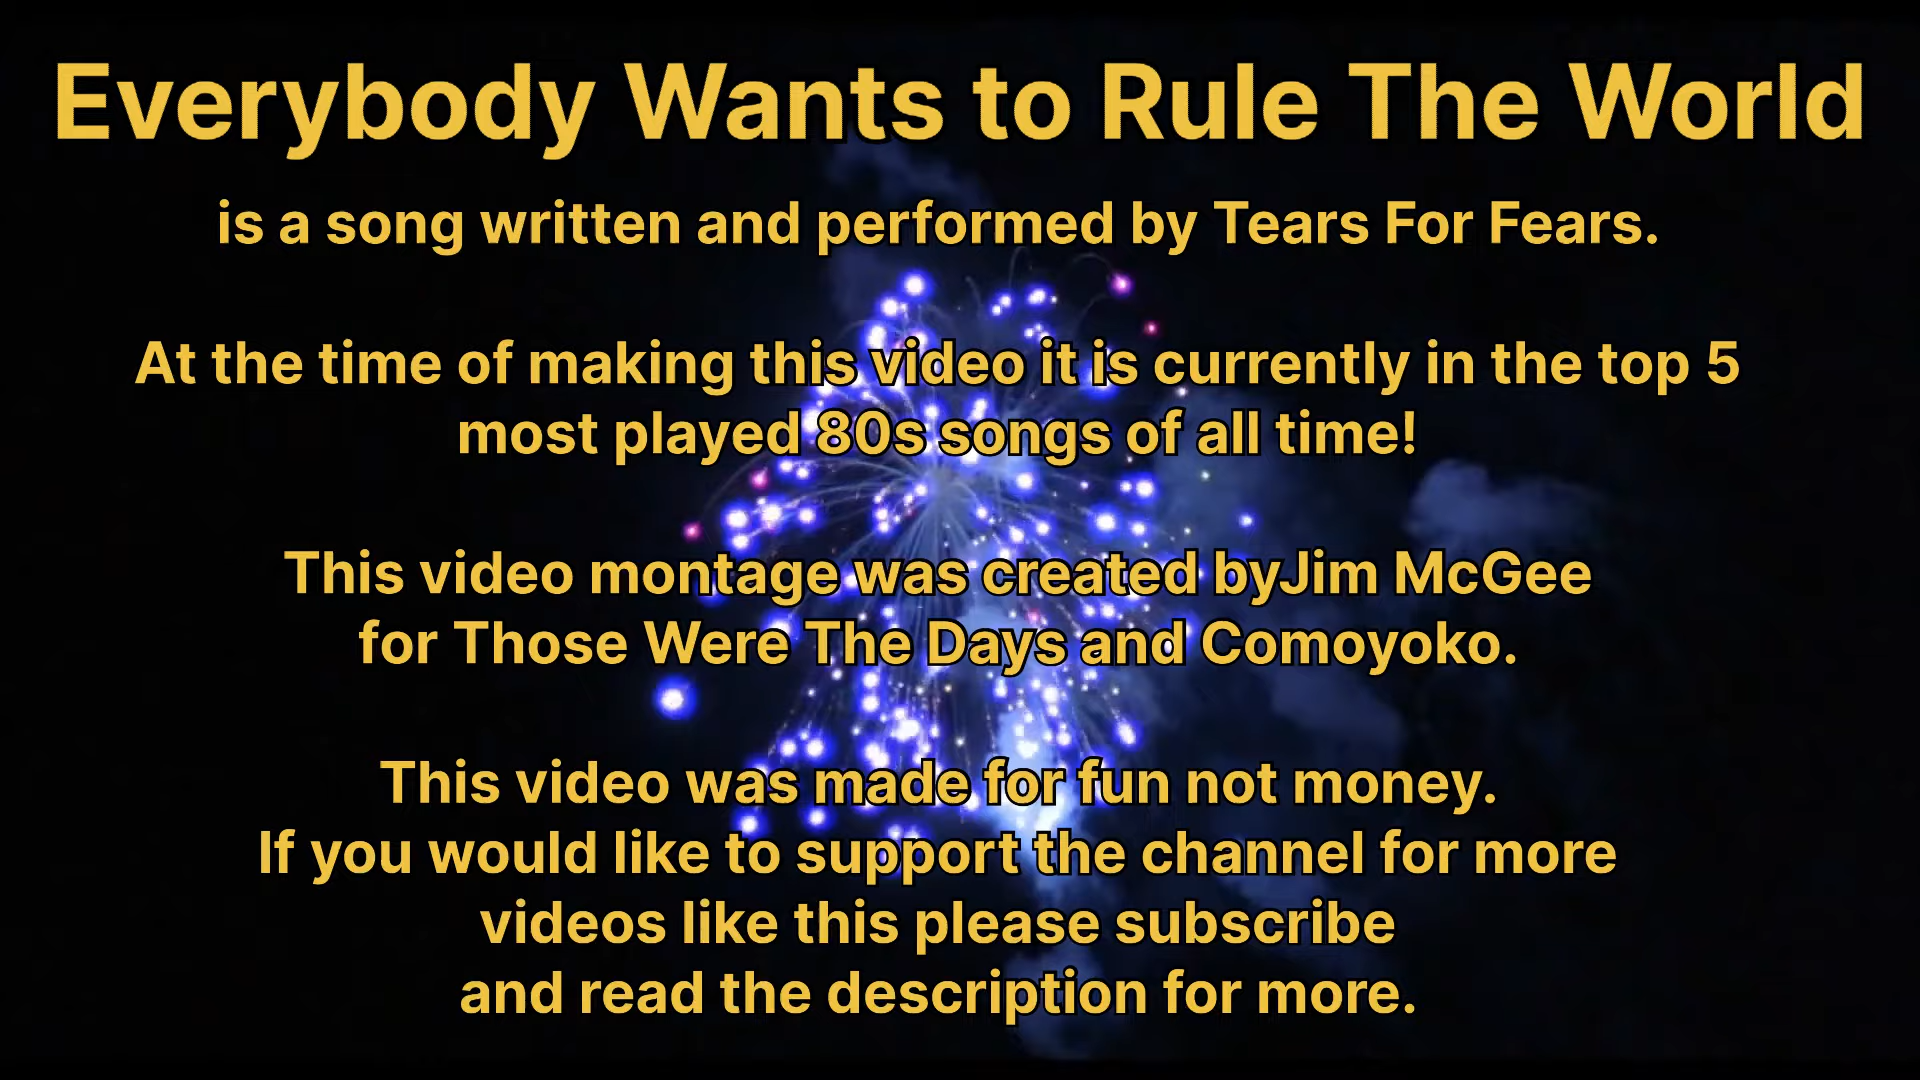 Everybody Wants to Rule The World
is a song written and performed by Tears For Fears.
At the time of making this video it is currently in the top 5
most played 80s songs of all time!
This video montage was created byJim McGee
for Those Were The Days and Comoyoko.
This video was made for fun not money.
If you would like to support the channel for more
videos like this please subscribe
and read the description for more.